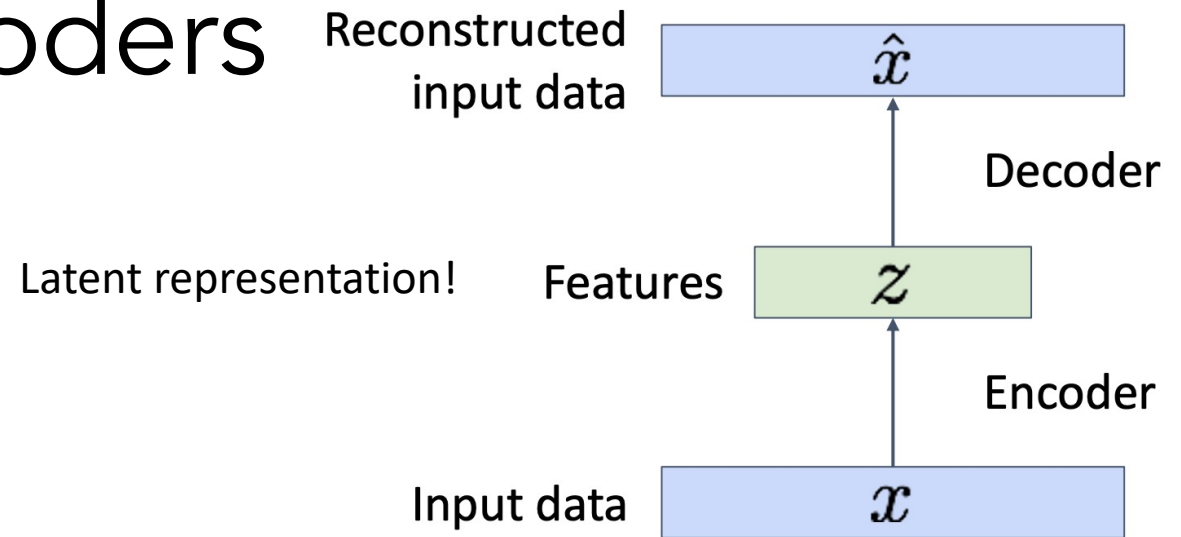 oders
Reconstructed
input data
x̂
Decoder
Latent representation!
Features
z
Encoder
Input data
x